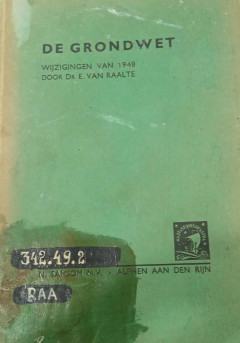 DE GRONDWET
WIJZIGINGEN VAN 1948
DOOR DR. E. VAN RAALTE
342.49.2
N. SAMSOM N.V. - ALPHEN AAN DEN RIJN
RAA